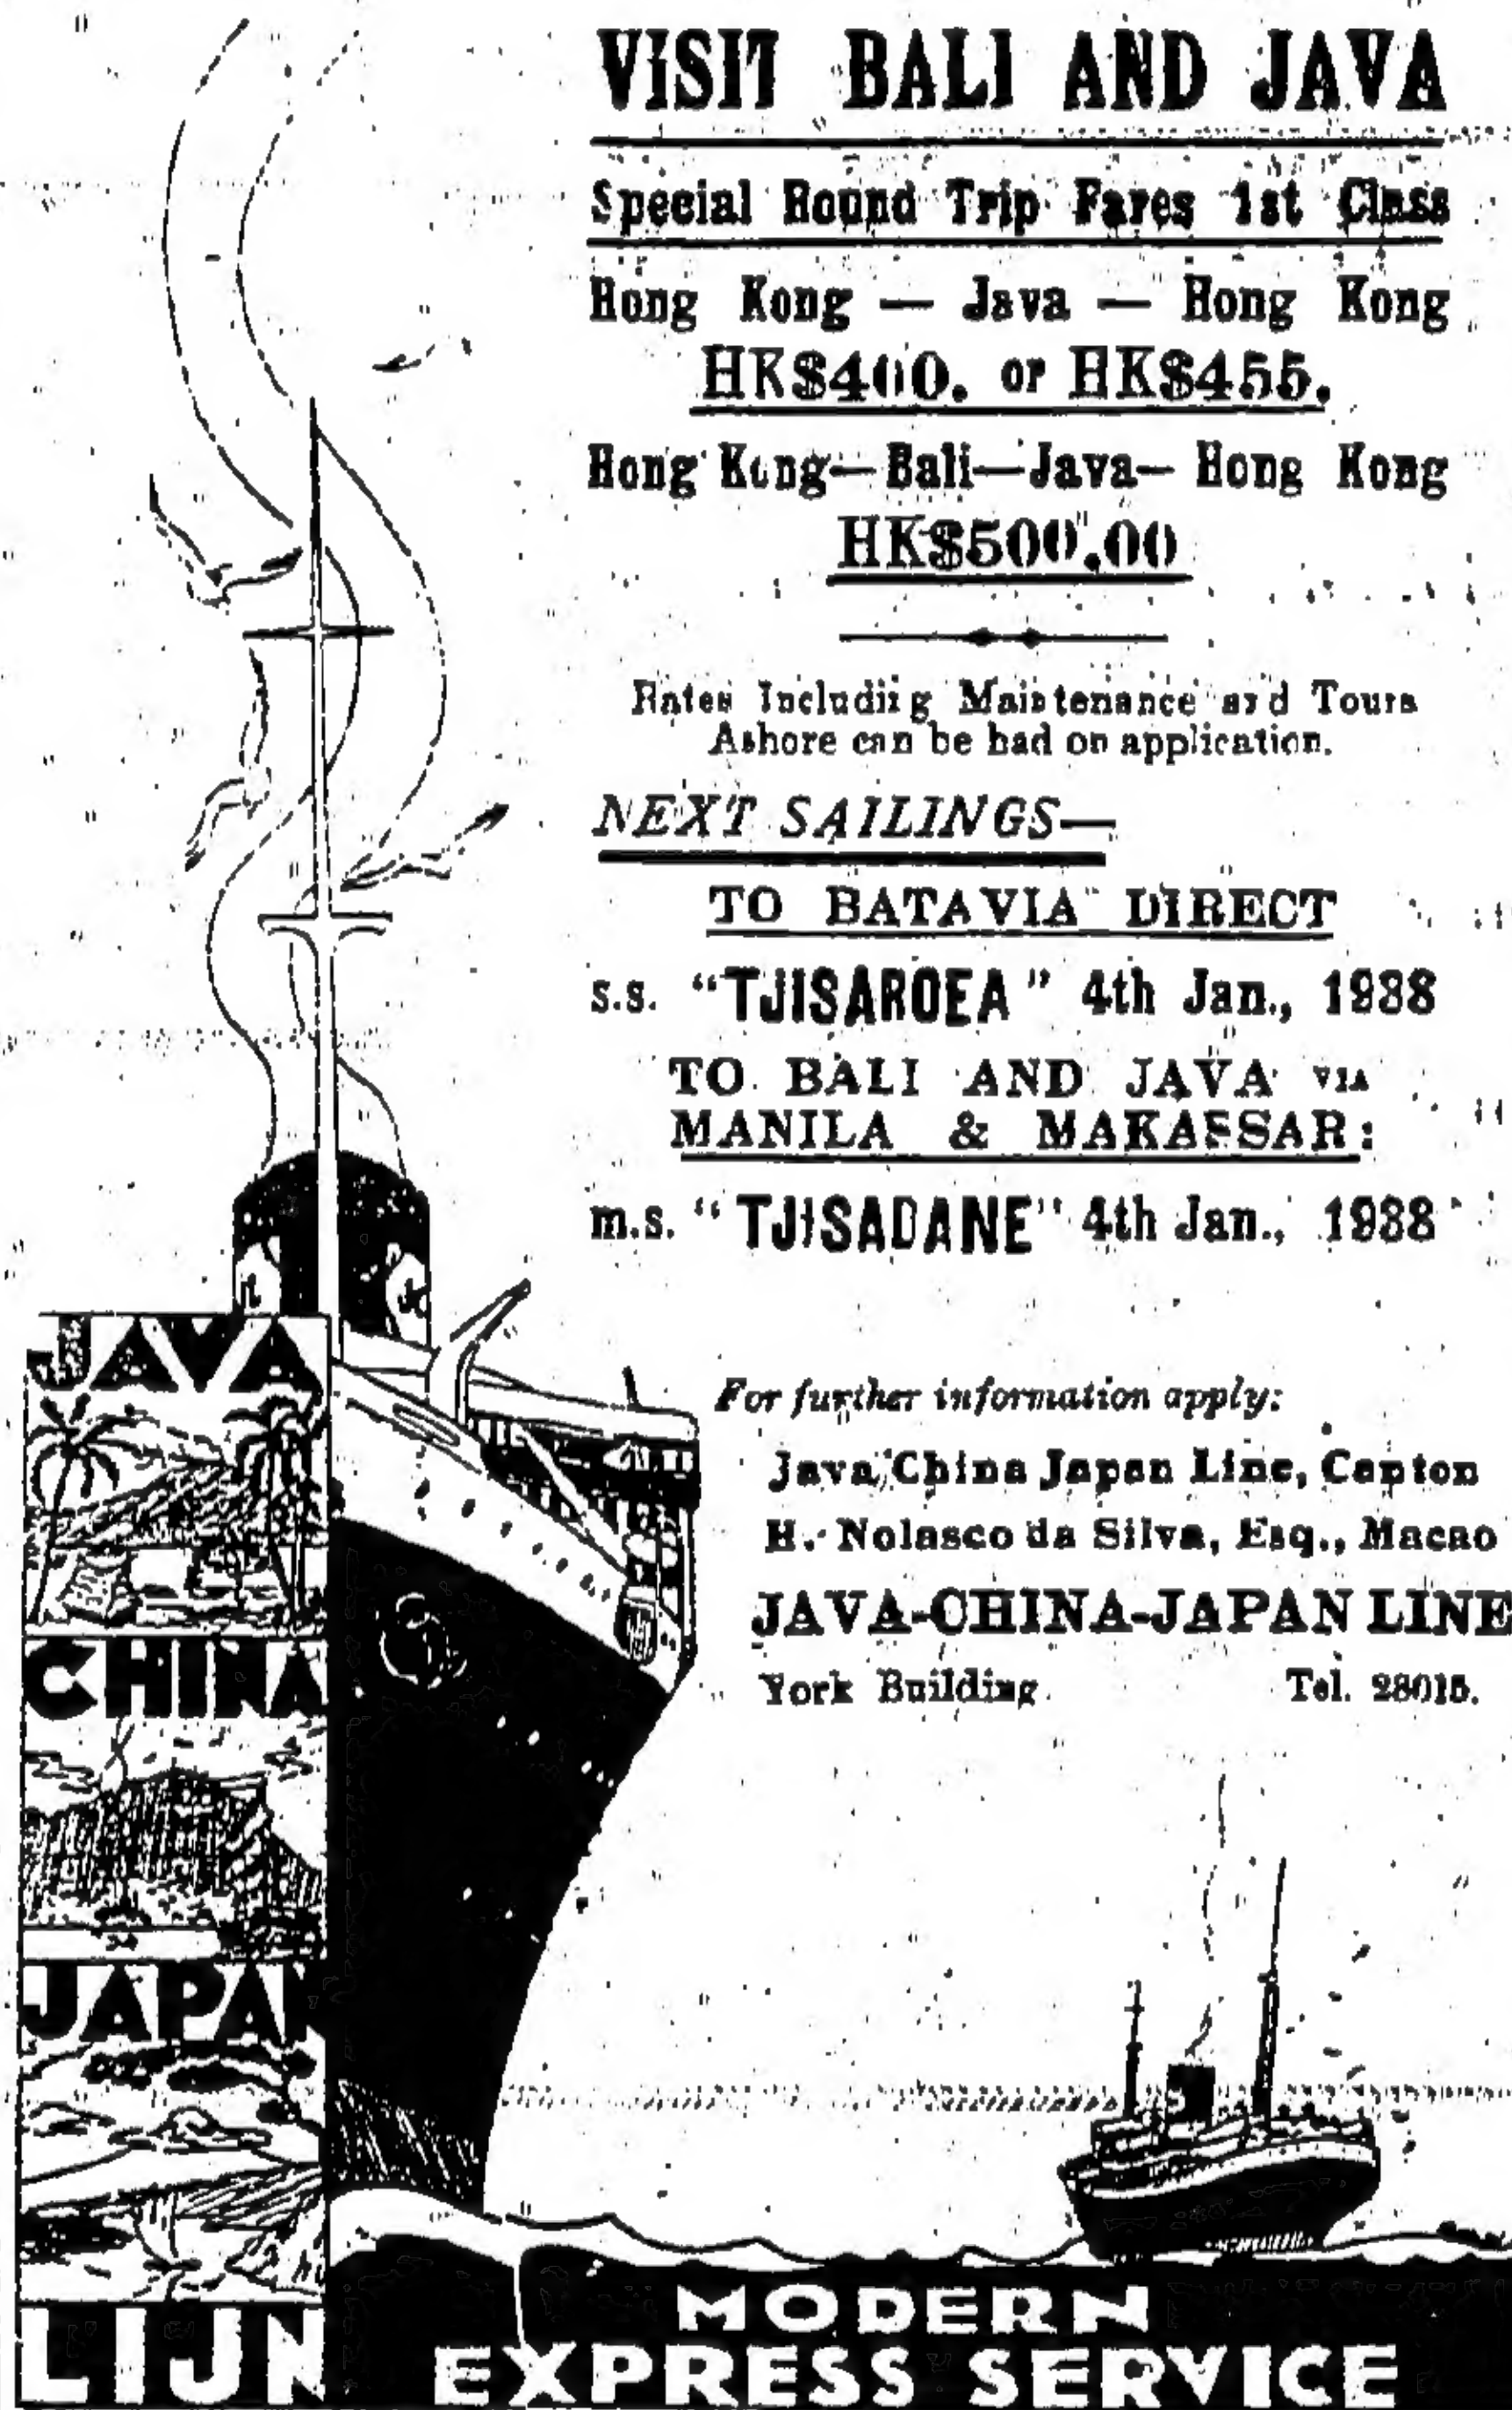 VISIT BALI AND JAVA
Special Round Trip Fares 1st Class
Hong Kong — Java — Hong Kong
HK$400. or HK$455.
Hong Kong—Bali—Java—Hong Kong
HK$500.00
Rates Including Maintenance and Tours
Ashore can be had on application.
NEXT SAILINGS—
TO BATAVIA DIRECT
s.s. "TJISAROEA" 4th Jan., 1938
TO BALI AND JAVA VIA
MANILA & MAKASSAR:
m.s. "TJISADANE" 4th Jan., 1938
For further information apply:
Java China Japan Line, Canton
H. Nolasco da Silva, Esq., Macao
JAVA-CHINA-JAPAN LINE
York Building Tel. 28015.
JAVA
CHINA
JAPAN
LIJN
MODERN
EXPRESS SERVICE